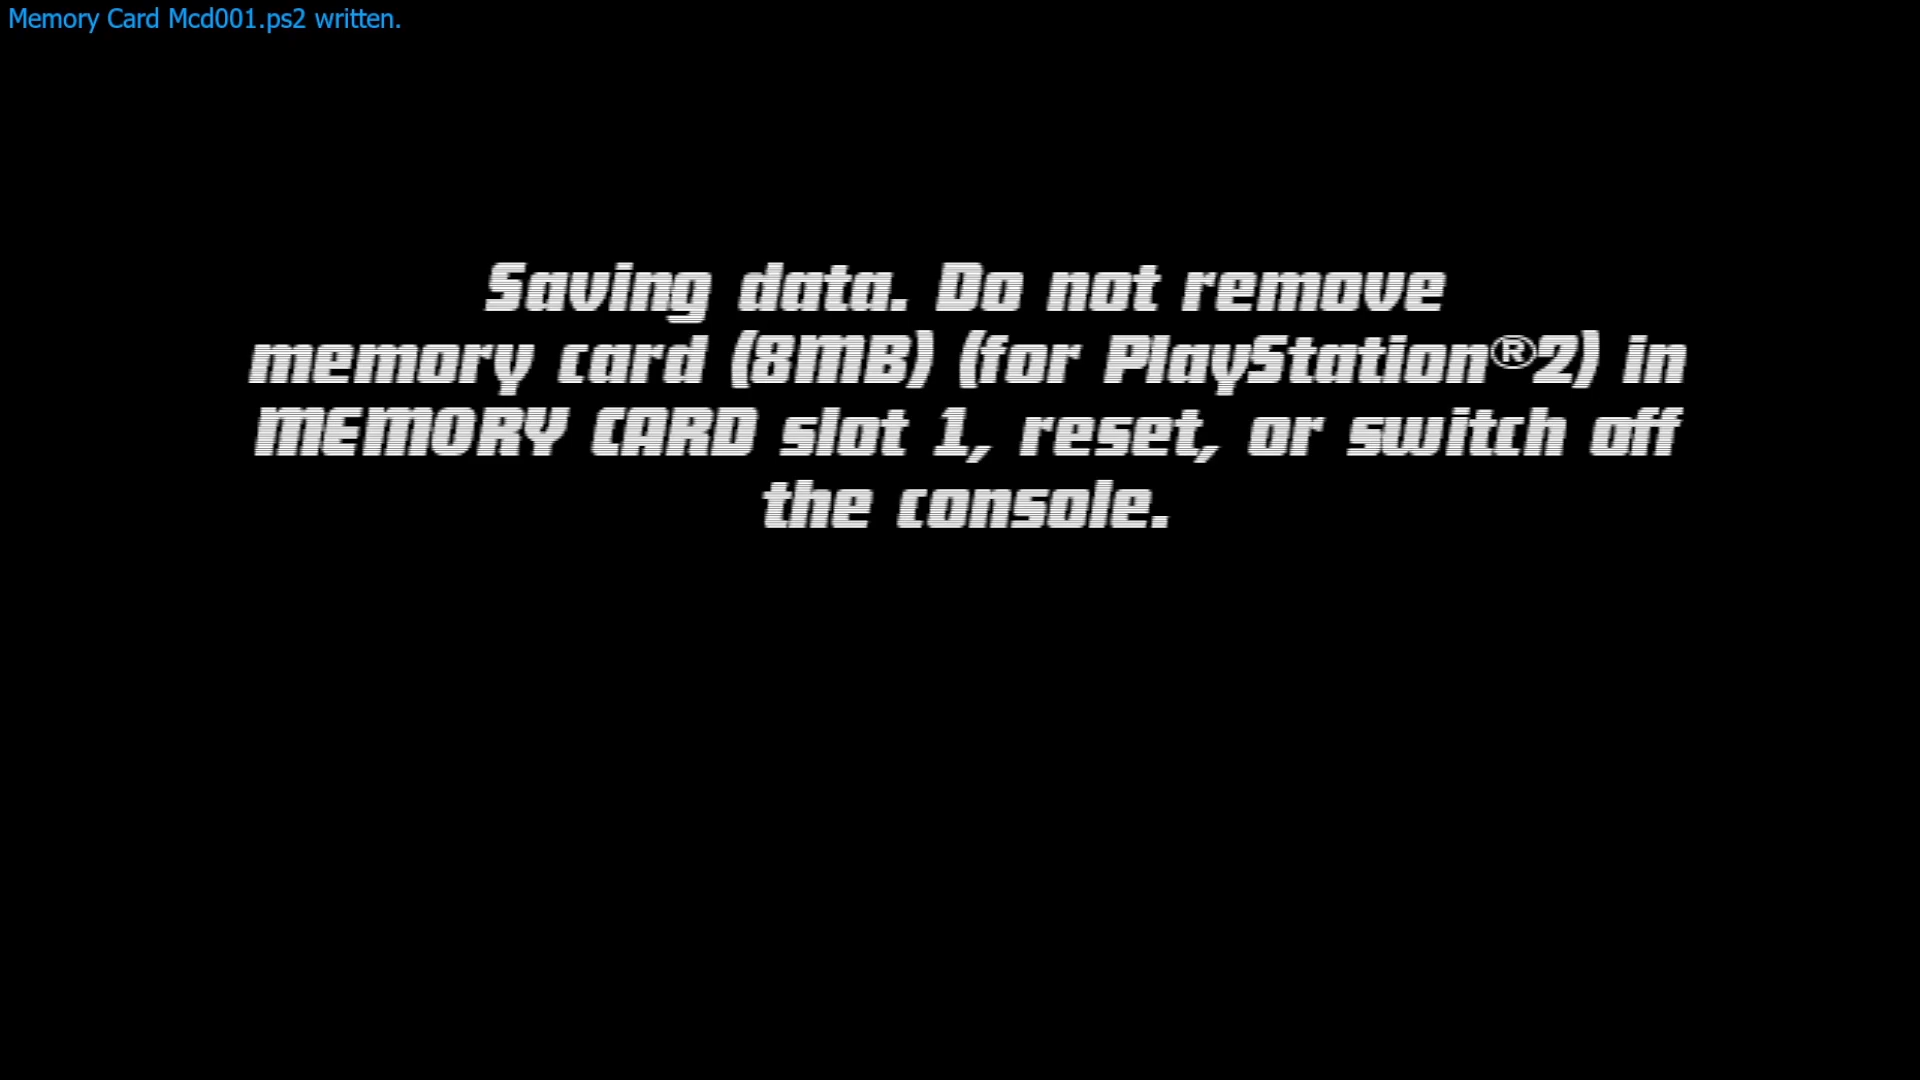 Memory Card Mcd001.ps2 written.
Saving data. Do not remove
memory card (8MB) (for PlayStation®2) in
MEMORY CARD slot 1, reset, or switch off
the console.